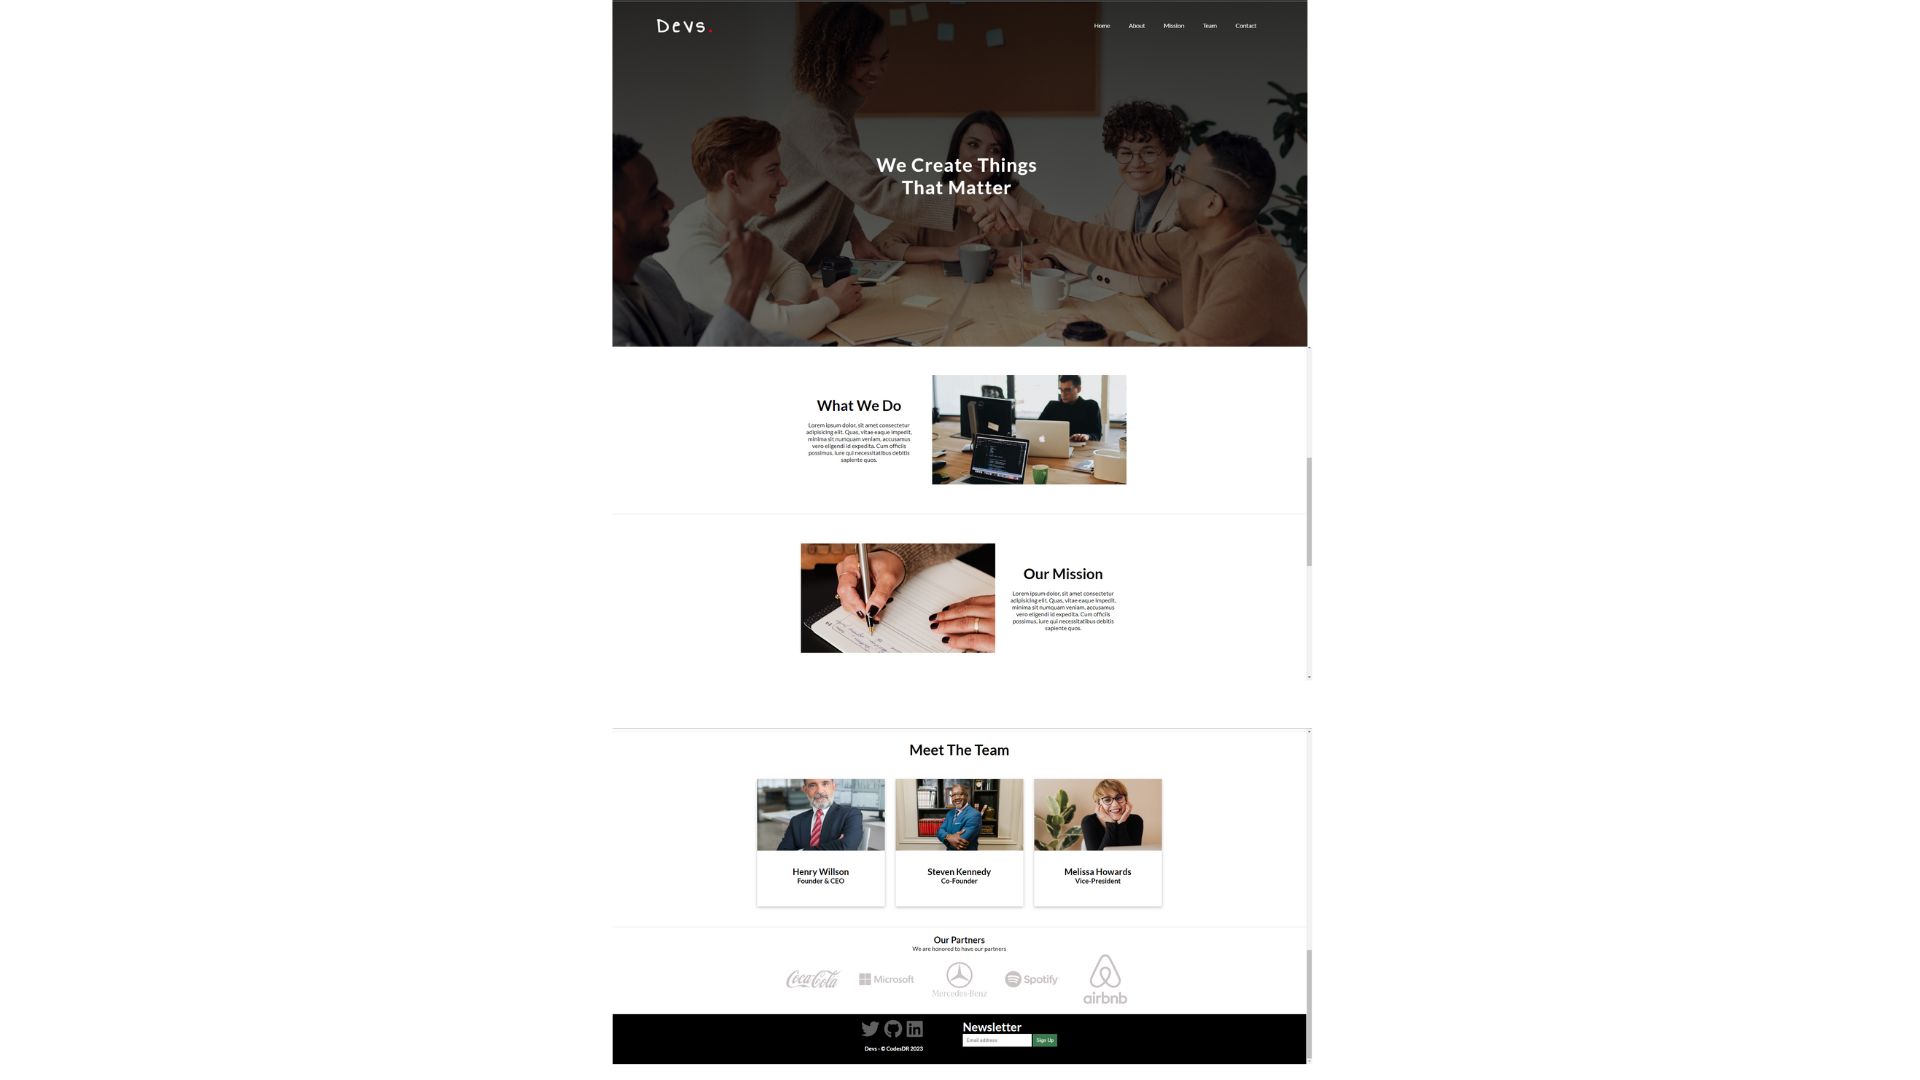 Devs.
Home About Mission Team Contact
We Create Things
That Matter
What We Do
Lorem ipsum dolor, sit amet consectetur
adipisicing elit. Quas, vitae eaque impedit,
minima sit numquam veniam, accusamus
vero eligendi id expedita. Cum officiis
possimus, iure qui necessitatibus debitis
sapiente quos.
Our Mission
Lorem ipsum dolor, sit amet consectetur
adipisicing elit. Quas, vitae eaque impedit,
minima sit numquam veniam, accusamus
vero eligendi id expedita. Cum officiis
possimus, iure qui necessitatibus debitis
sapiente quos.
Meet The Team
Henry Willson
Founder & CEO
Steven Kennedy
Co-Founder
Melissa Howards
Vice-President
Our Partners
We are honored to have our partners
Coca-Cola
Microsoft
Mercedes-Benz
Spotify
airbnb
Devs - © CodesDR 2023
Newsletter
Email address Sign Up